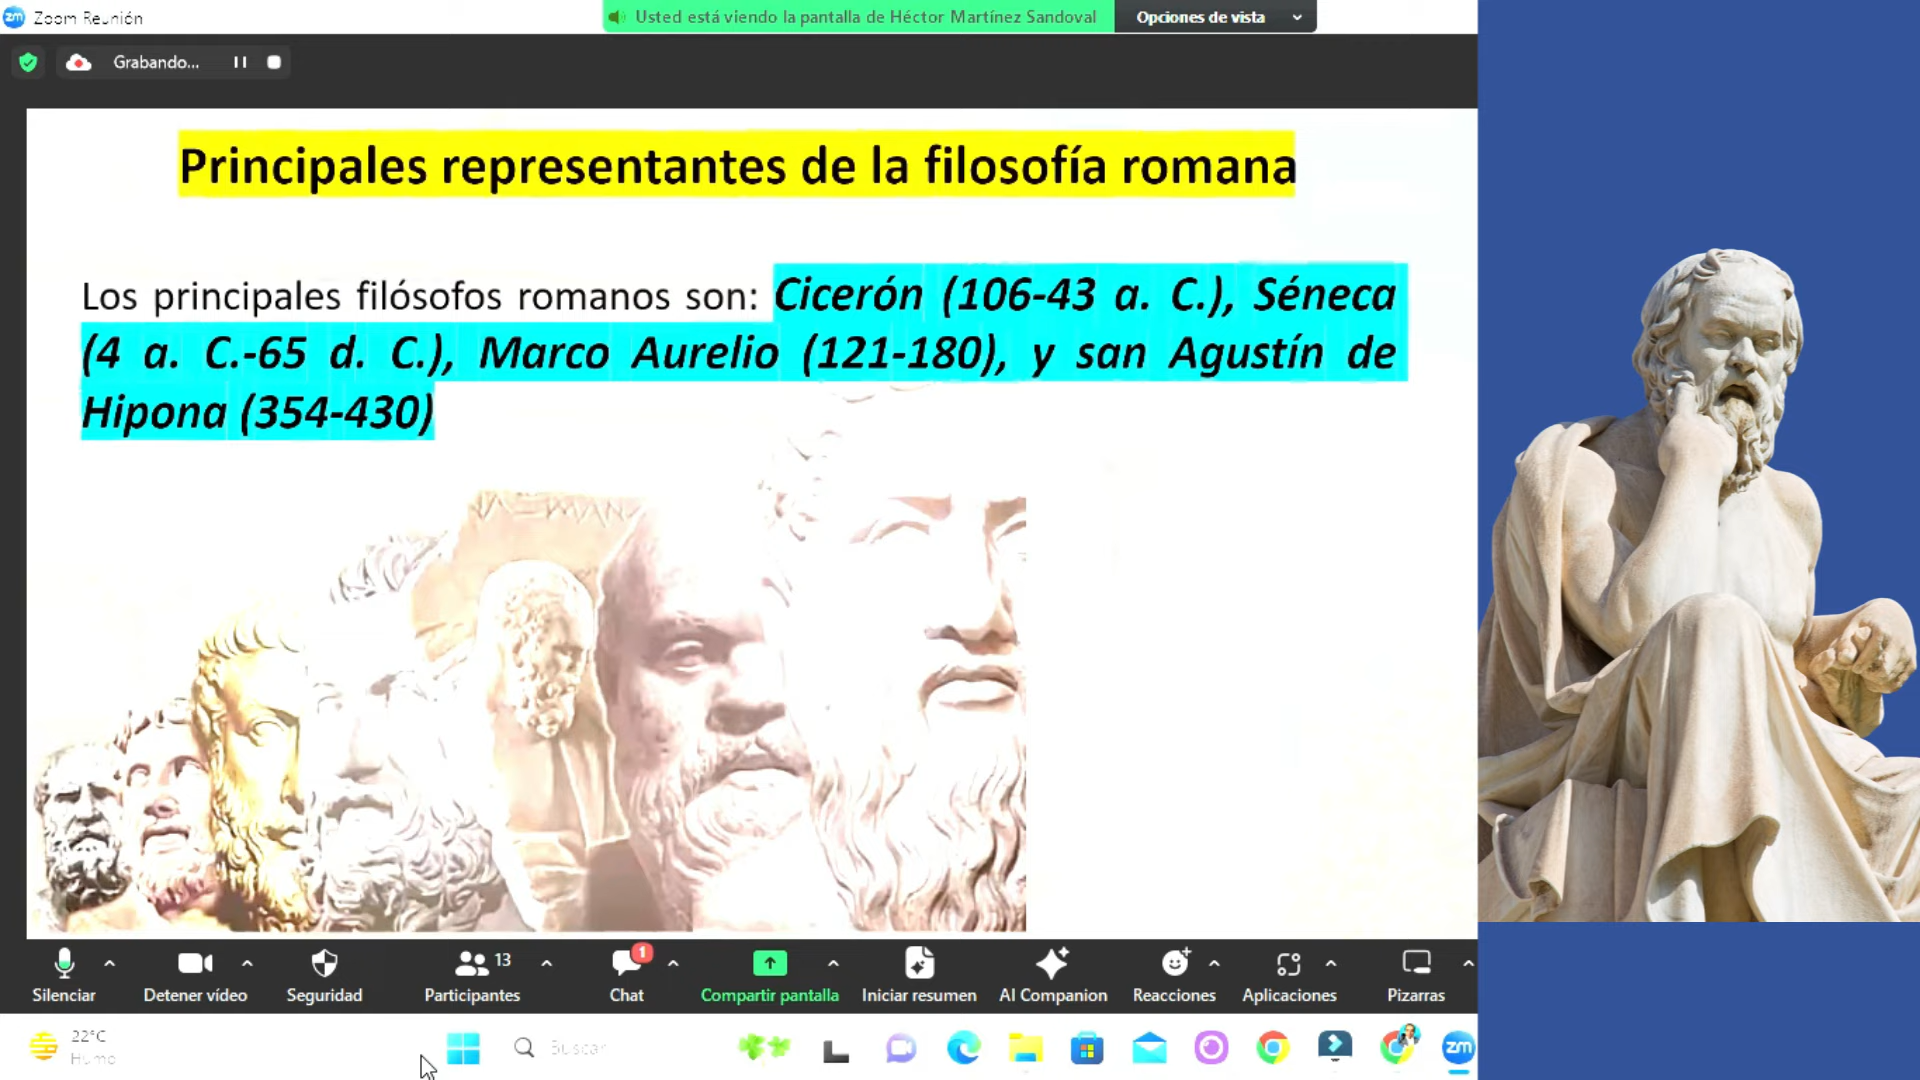 Zoom Reunión
Usted está viendo la pantalla de Héctor Martínez Sandoval
Opciones de vista
Grabando...
Principales representantes de la filosofía romana
Los principales filósofos romanos son: Cicerón (106-43 a. C.), Séneca
(4 a. C.-65 d. C.), Marco Aurelio (121-180), y san Agustín de
Hipona (354-430)
13
1
Silenciar
Detener vídeo
Seguridad
Participantes
Chat
Compartir pantalla
Iniciar resumen
AI Companion
Reacciones
Aplicaciones
Pizarras
22°C
Humo
Buscar
zm